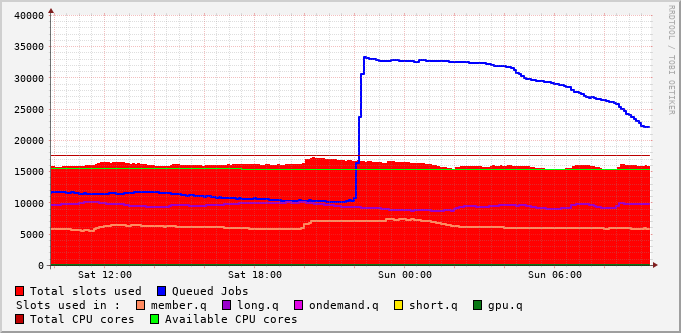 40000
35000
30000
25000
20000
15000
10000
5000
0
Sat 12:00 Sat 18:00 Sun 00:00 Sun 06:00
RRDTOOL / TOBI OETIKER
Total slots used Queued Jobs
Slots used in : member.q long.q ondemand.q short.q gpu.q
Total CPU cores Available CPU cores